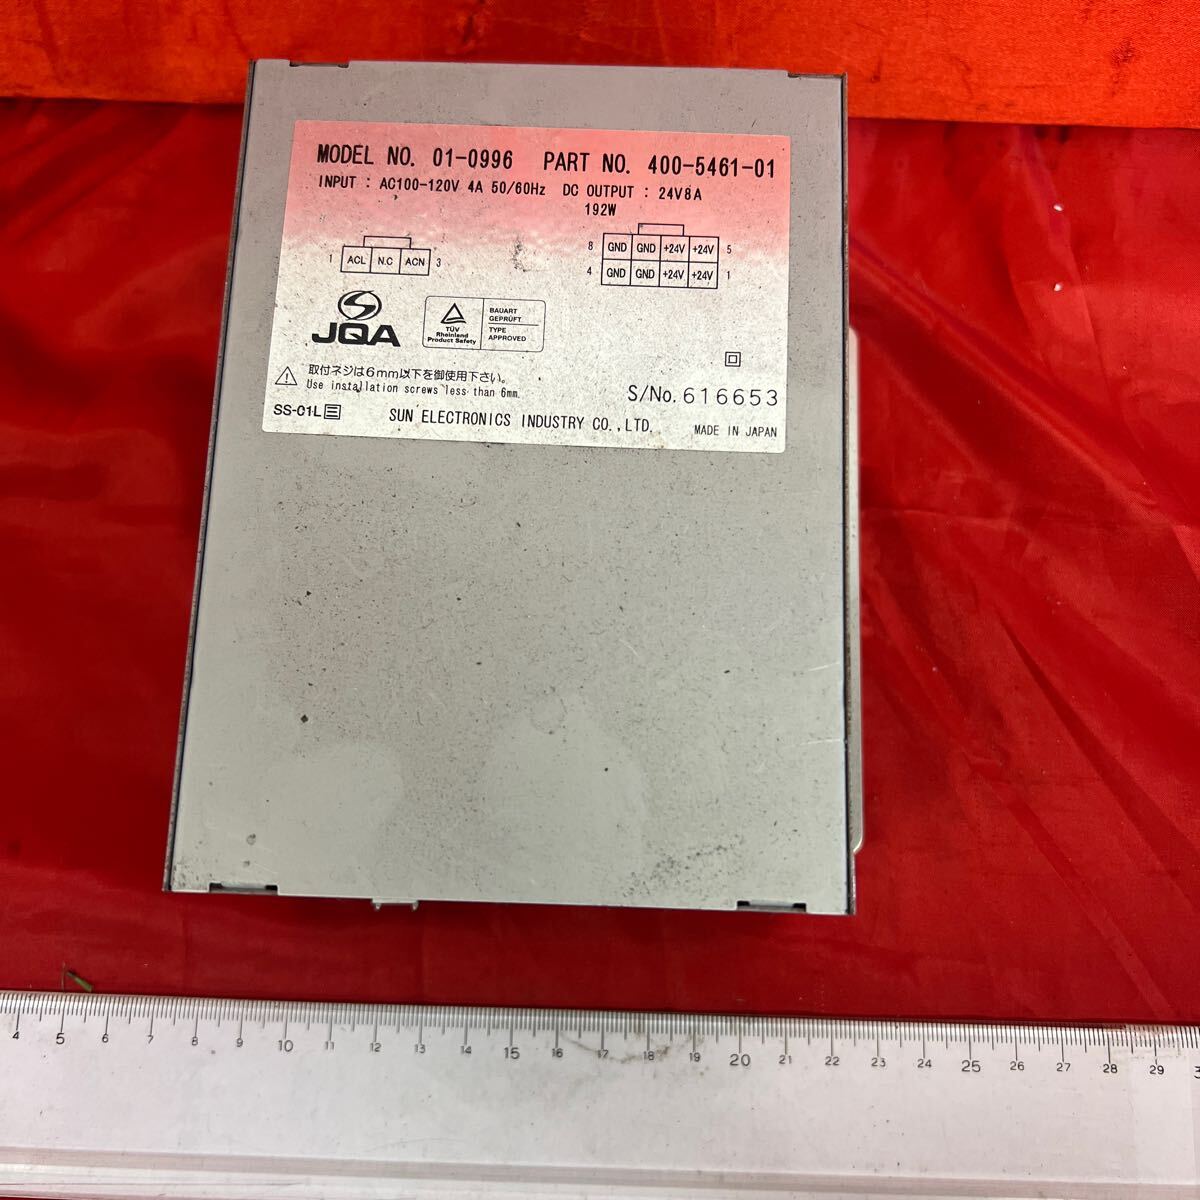 MODEL NO. 01-0996 PART NO. 400-5461-01
INPUT : AC100-120V 4A 50/60Hz DC OUTPUT : 24V8A
192W
1 ACL N.C ACN 3
8 GND GND +24V +24V 5
4 GND GND +24V +24V 1
JQA
TÜV
Rheinland
Product Safety
BAUART
GEPRÜFT
TYPE
APPROVED
取付ネジは6mm以下を御使用下さい。
Use installation screws less than 6mm.
S/No. 616653
SS-01L
SUN ELECTRONICS INDUSTRY CO.,LTD.
MADE IN JAPAN
4 5 6 7 8 9 10 11 12 13 14 15 16 17 18 19 20 21 22 23 24 25 26 27 28 29